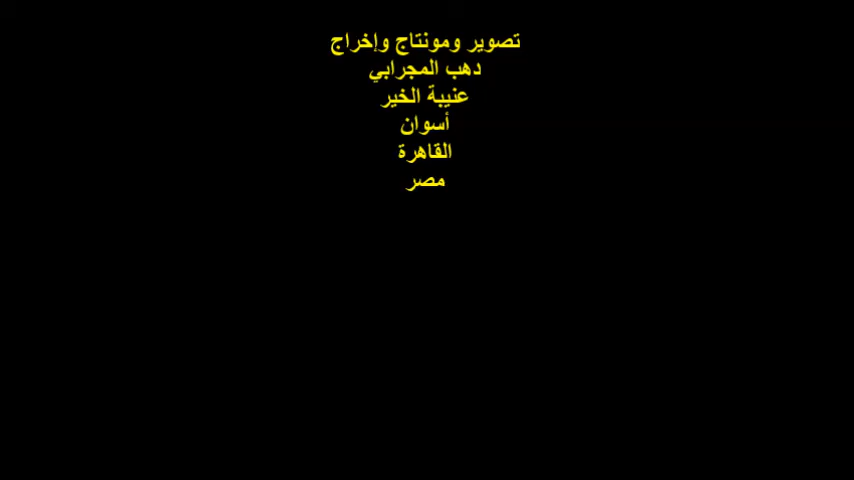 تصوير ومونتاج وإخراج
دهب المجرابي
عنيبة الخير
أسوان
القاهرة
مصر